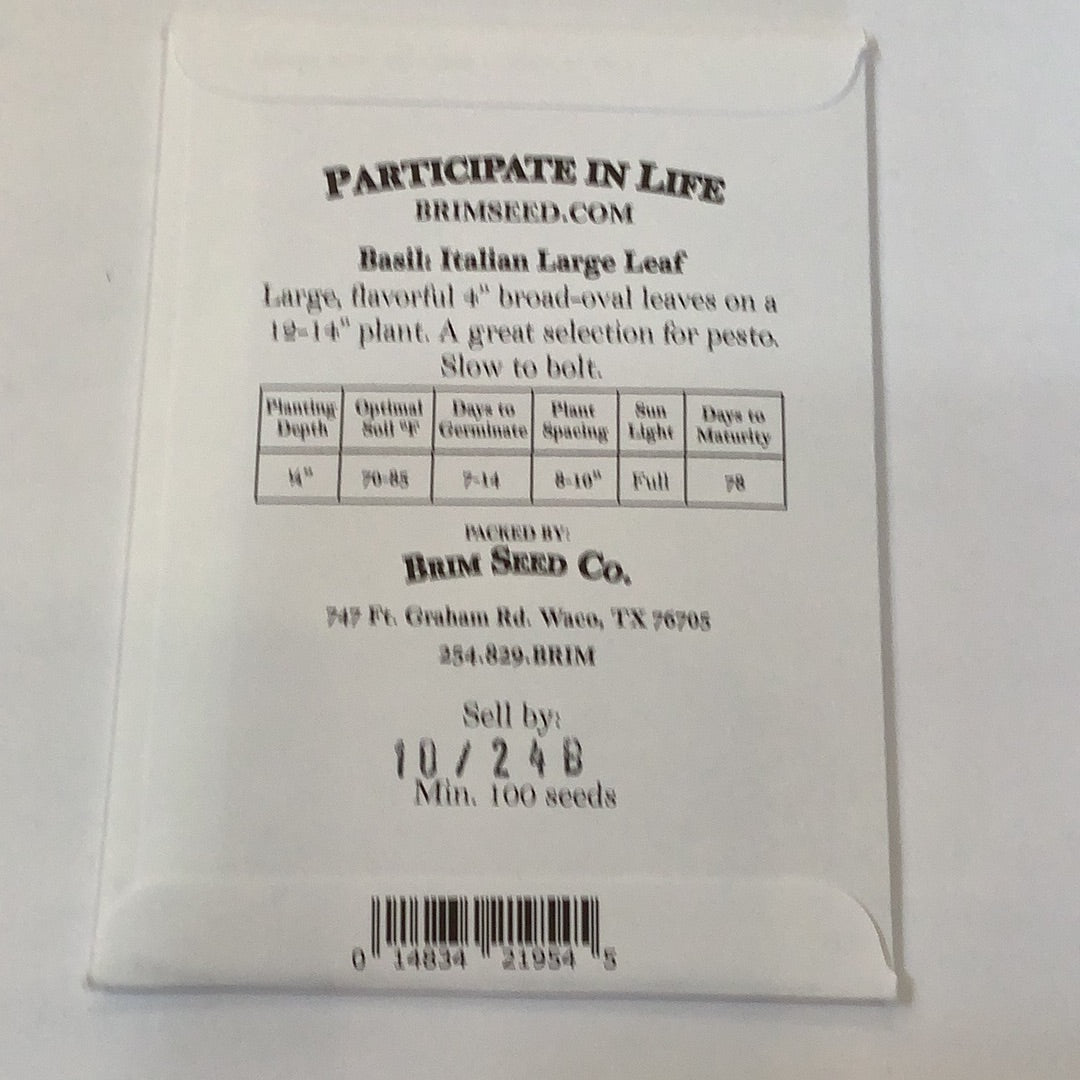 PARTICIPATE IN LIFE
BRIMSEED.COM
Basil: Italian Large Leaf
Large, flavorful 4" broad-oval leaves on a
12-14" plant. A great selection for pesto.
Slow to bolt.
Planting Depth Optimal Soil °F Days to Germinate Plant Spacing Sun Light Days to Maturity
¼" 70-85 7-14 8-10" Full 78
PACKED BY:
BRIM SEED CO.
747 Ft. Graham Rd. Waco, TX 76705
254.829.BRIM
Sell by:
10/24B
Min. 100 seeds
0 14834 21954 5